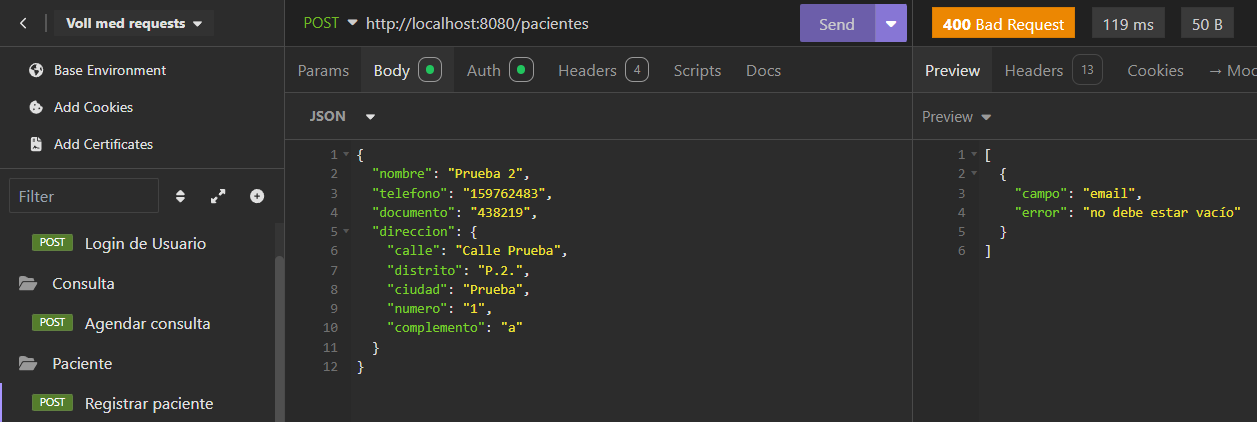 Voll med requests
Base Environment
Add Cookies
Add Certificates
Filter
POST Login de Usuario
Consulta
POST Agendar consulta
Paciente
POST Registrar paciente
POST http://localhost:8080/pacientes Send
Params Body Auth Headers 4 Scripts Docs
JSON
1 {
2 "nombre": "Prueba 2",
3 "telefono": "159762483",
4 "documento": "438219",
5 "direccion": {
6 "calle": "Calle Prueba",
7 "distrito": "P.2.",
8 "ciudad": "Prueba",
9 "numero": "1",
10 "complemento": "a"
11 }
12 }
400 Bad Request 119 ms 50 B
Preview Headers 13 Cookies → Moc
Preview
1 [
2 {
3 "campo": "email",
4 "error": "no debe estar vacío"
5 }
6 ]